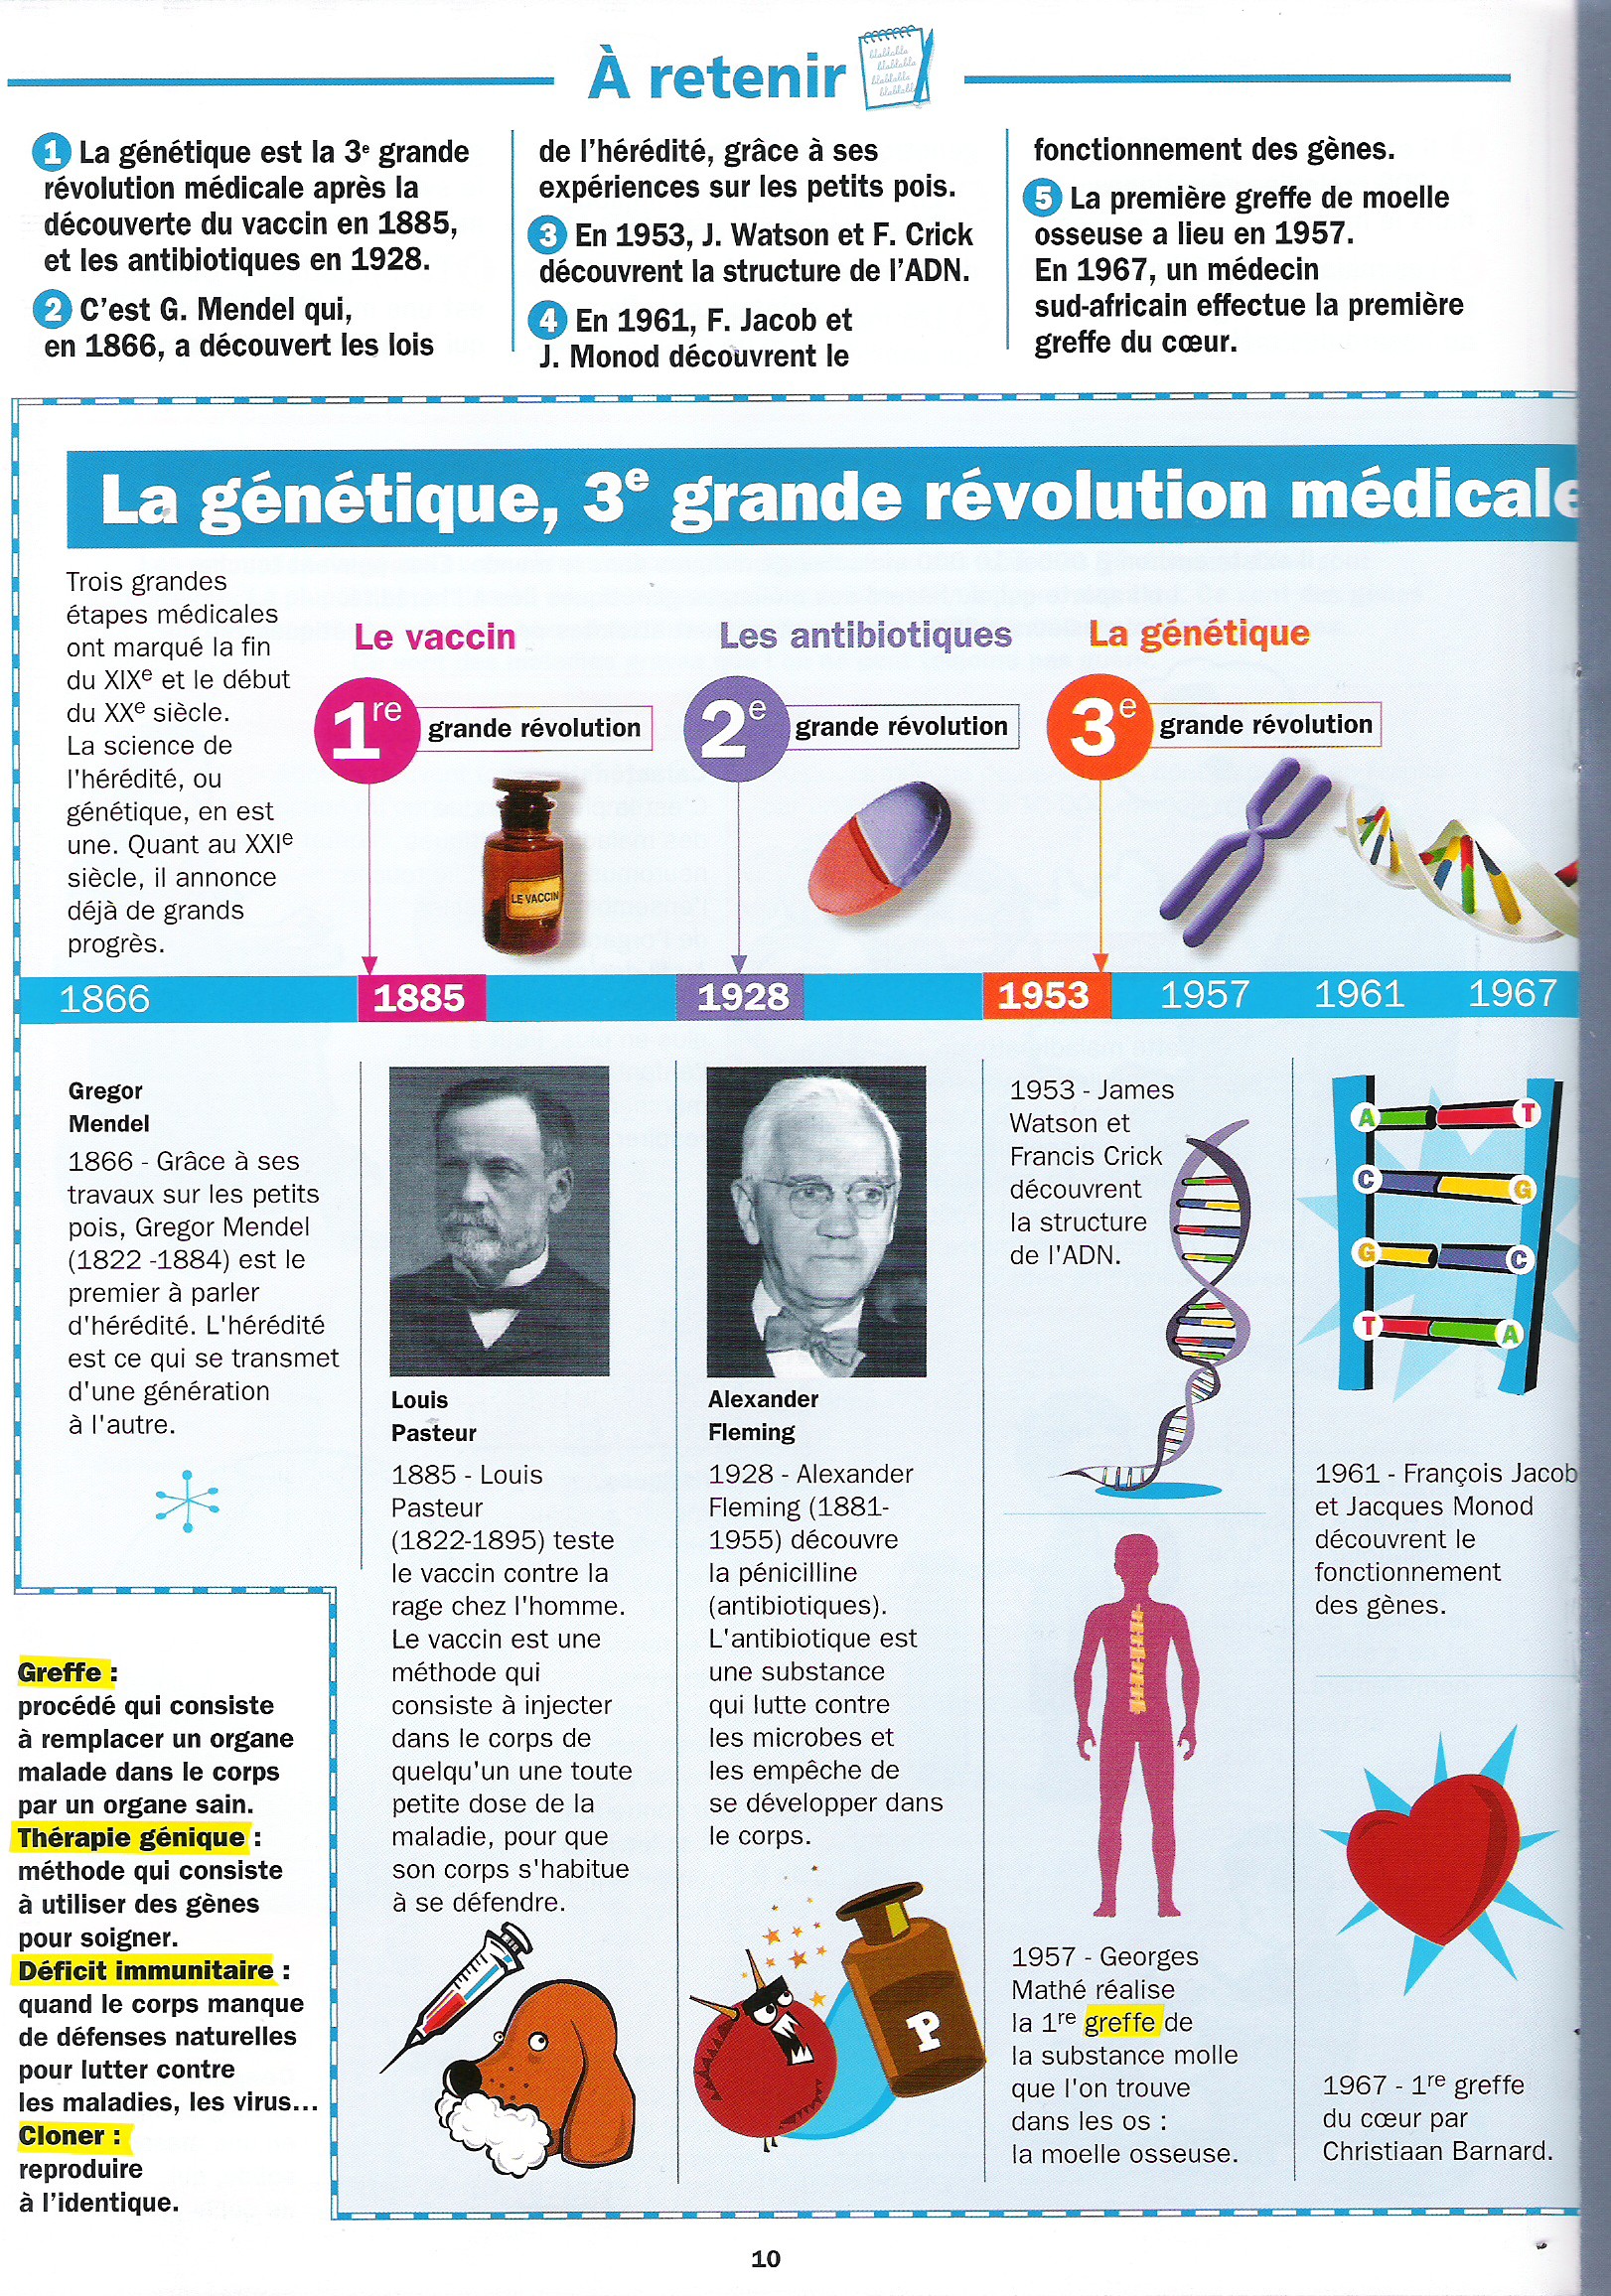 À retenir
blablabla
blablabla
blablabla
blablabla
1 La génétique est la 3e grande
révolution médicale après la
découverte du vaccin en 1885,
et les antibiotiques en 1928.
2 C'est G. Mendel qui,
en 1866, a découvert les lois
de l'hérédité, grâce à ses
expériences sur les petits pois.
3 En 1953, J. Watson et F. Crick
découvrent la structure de l'ADN.
4 En 1961, F. Jacob et
J. Monod découvrent le
fonctionnement des gènes.
5 La première greffe de moelle
osseuse a lieu en 1957.
En 1967, un médecin
sud-africain effectue la première
greffe du cœur.
La génétique, 3e grande révolution médicale
Trois grandes
étapes médicales
ont marqué la fin
du XIXe et le début
du XXe siècle.
La science de
l'hérédité, ou
génétique, en est
une. Quant au XXIe
siècle, il annonce
déjà de grands
progrès.
Le vaccin
1re grande révolution
LE VACCIN
Les antibiotiques
2e grande révolution
La génétique
3e grande révolution
1866 1885 1928 1953 1957 1961 1967
Gregor
Mendel
1866 - Grâce à ses
travaux sur les petits
pois, Gregor Mendel
(1822 -1884) est le
premier à parler
d'hérédité. L'hérédité
est ce qui se transmet
d'une génération
à l'autre.
Louis
Pasteur
1885 - Louis
Pasteur
(1822-1895) teste
le vaccin contre la
rage chez l'homme.
Le vaccin est une
méthode qui
consiste à injecter
dans le corps de
quelqu'un une toute
petite dose de la
maladie, pour que
son corps s'habitue
à se défendre.
Alexander
Fleming
1928 - Alexander
Fleming (1881-
1955) découvre
la pénicilline
(antibiotiques).
L'antibiotique est
une substance
qui lutte contre
les microbes et
les empêche de
se développer dans
le corps.
P
1953 - James
Watson et
Francis Crick
découvrent
la structure
de l'ADN.
1957 - Georges
Mathé réalise
la 1re greffe de
la substance molle
que l'on trouve
dans les os :
la moelle osseuse.
A T
C G
G C
T A
1961 - François Jacob
et Jacques Monod
découvrent le
fonctionnement
des gènes.
1967 - 1re greffe
du cœur par
Christiaan Barnard.
Greffe :
procédé qui consiste
à remplacer un organe
malade dans le corps
par un organe sain.
Thérapie génique :
méthode qui consiste
à utiliser des gènes
pour soigner.
Déficit immunitaire :
quand le corps manque
de défenses naturelles
pour lutter contre
les maladies, les virus...
Cloner :
reproduire
à l'identique.
10